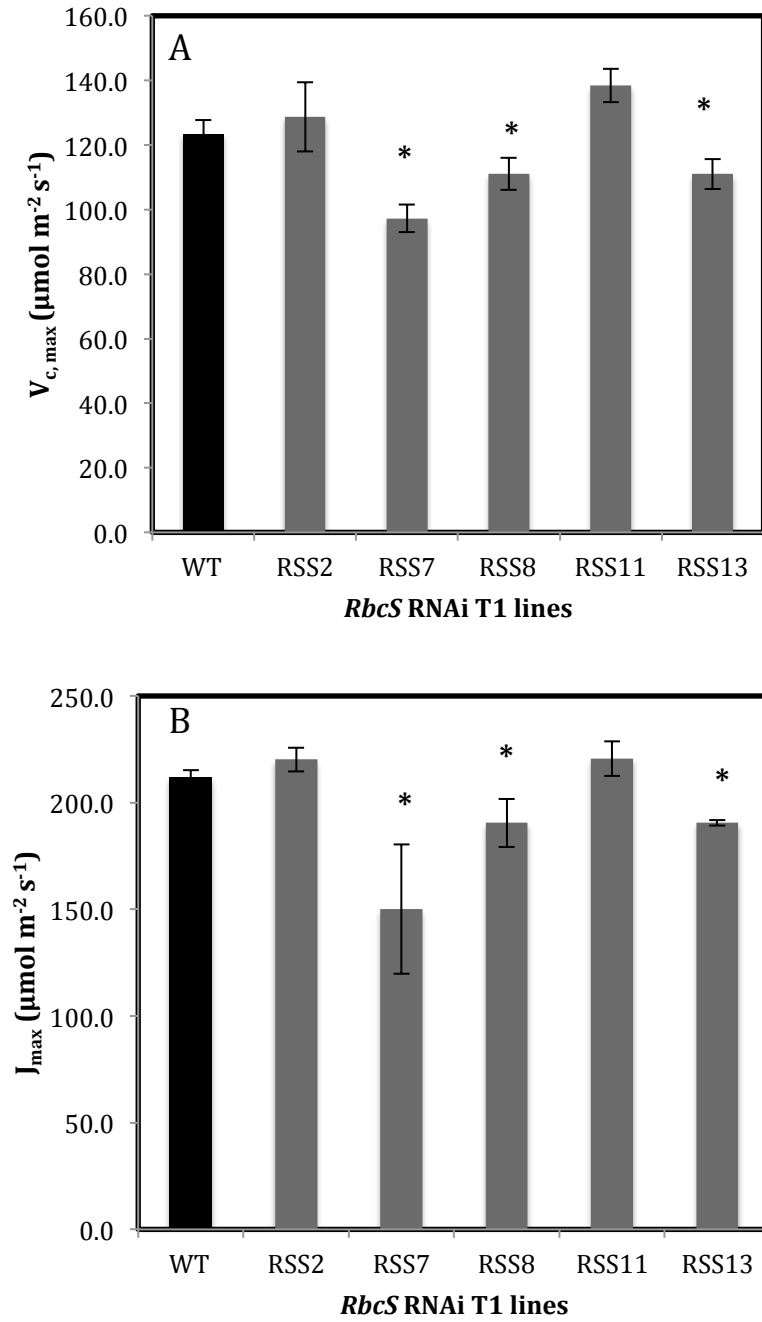 A
160.0
140.0
120.0
100.0
80.0
60.0
40.0
20.0
0.0
V c, max (µmol m-2 s-1)
* * *
WT RSS2 RSS7 RSS8 RSS11 RSS13
RbcS RNAi T1 lines
B
250.0
200.0
150.0
100.0
50.0
0.0
J max (µmol m-2 s-1)
* * *
WT RSS2 RSS7 RSS8 RSS11 RSS13
RbcS RNAi T1 lines